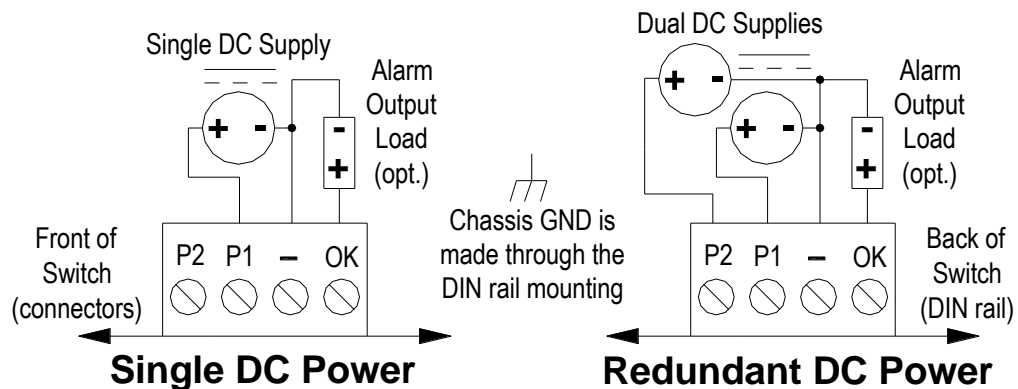 Single DC Supply
+ -
Alarm
Output
Load
(opt.)
-
+
Front of
Switch
(connectors)
P2 P1 – OK
Single DC Power
Chassis GND is
made through the
DIN rail mounting
Dual DC Supplies
+ -
+ -
Alarm
Output
Load
(opt.)
-
+
P2 P1 – OK
Back of
Switch
(DIN rail)
Redundant DC Power